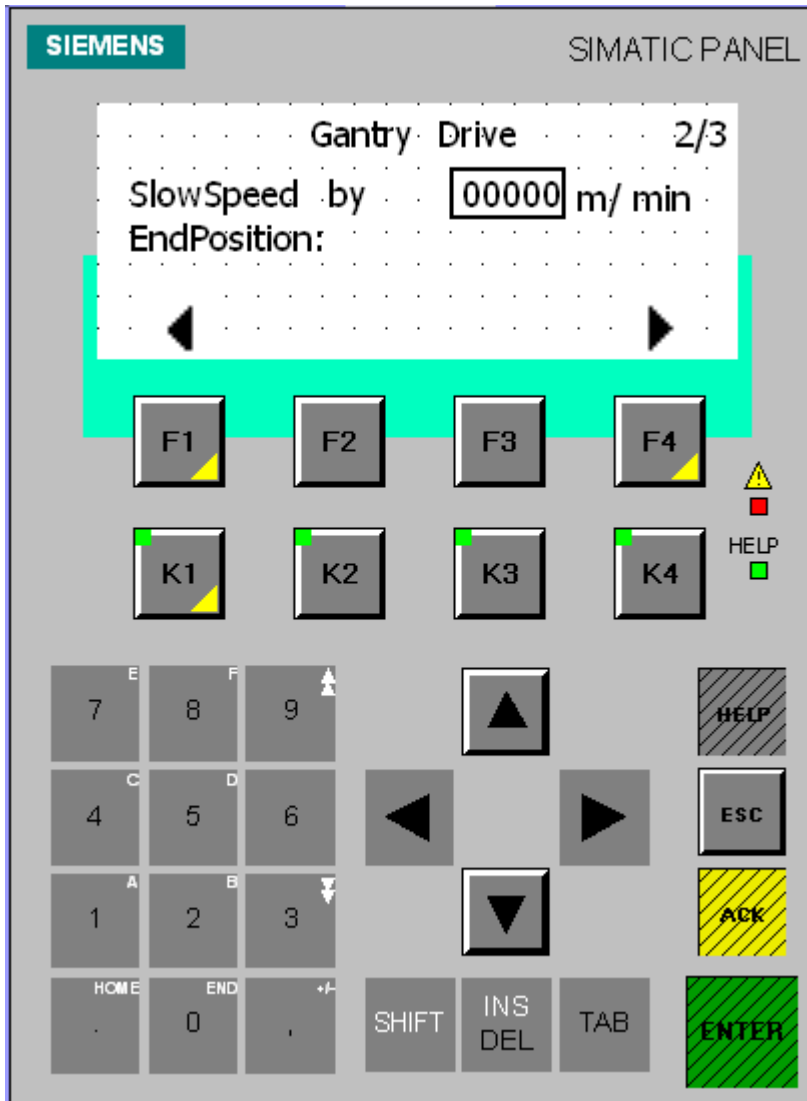 SIEMENS
SIMATIC PANEL
Gantry Drive 2/3
SlowSpeed by 00000 m/ min
EndPosition:
F1 F2 F3 F4
HELP
K1 K2 K3 K4
E F
7 8 9
HELP
C D
4 5 6
ESC
A B
1 2 3
ACK
HOME END +/-
. 0 ,
SHIFT INS DEL TAB
ENTER